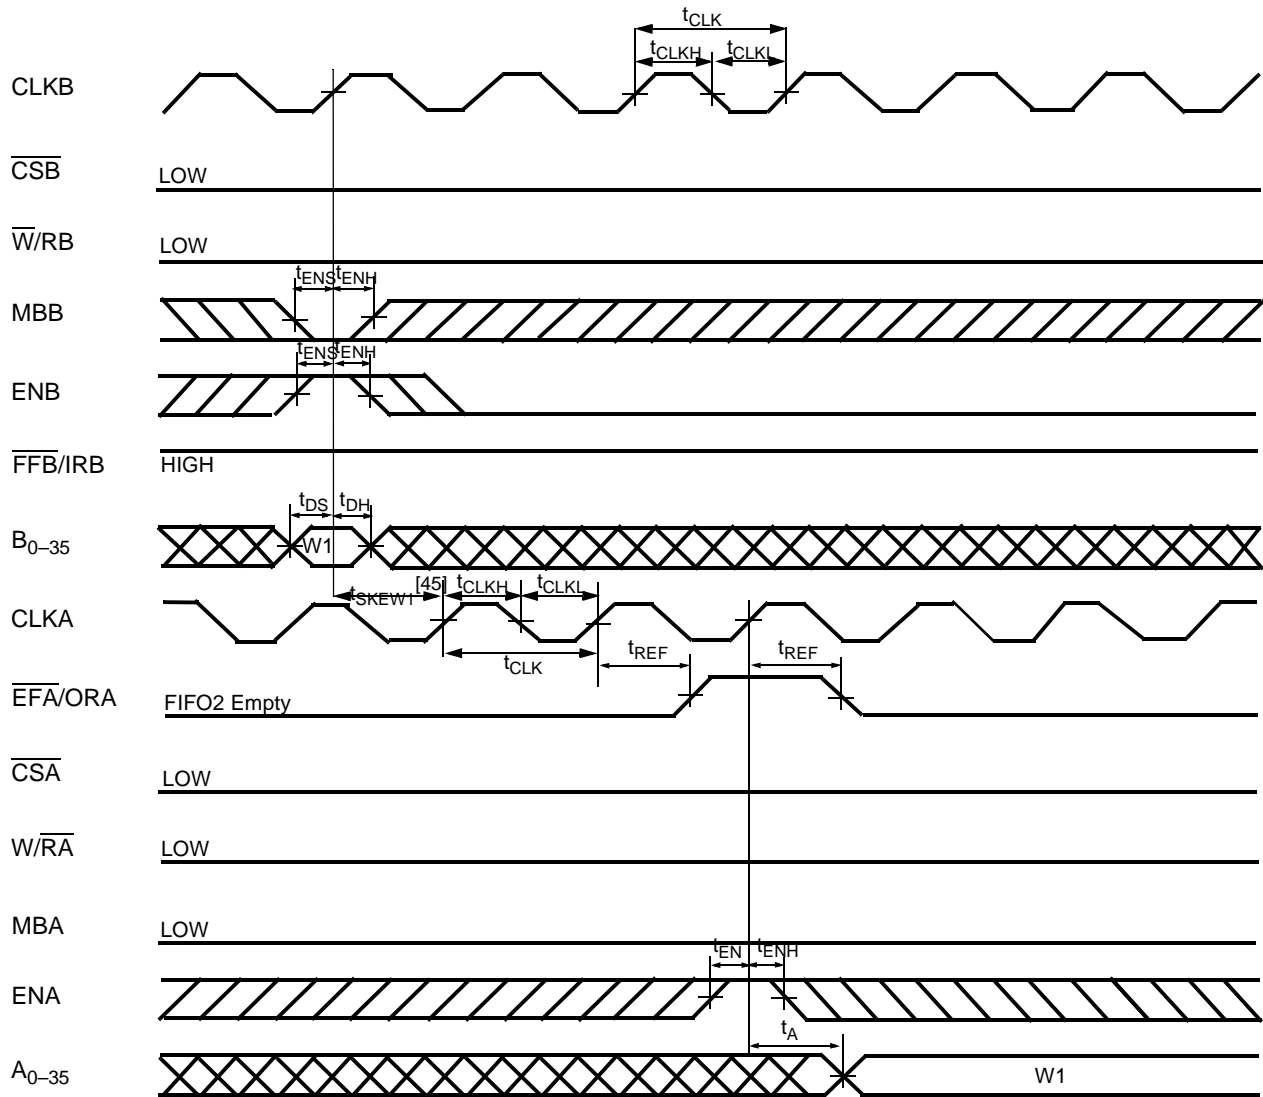 tCLK
tCLKH tCLKL
CLKB
CSB
LOW
W/RB
LOW
tENS tENH
MBB
tENS tENH
ENB
FFB/IRB
HIGH
tDS tDH
B0–35
W1
tSKEW1 [45] tCLKH tCLKL
CLKA
tCLK
tREF tREF
EFA/ORA
FIFO2 Empty
CSA
LOW
W/RA
LOW
MBA
LOW
tEN tENH
ENA
tA
A0–35
W1